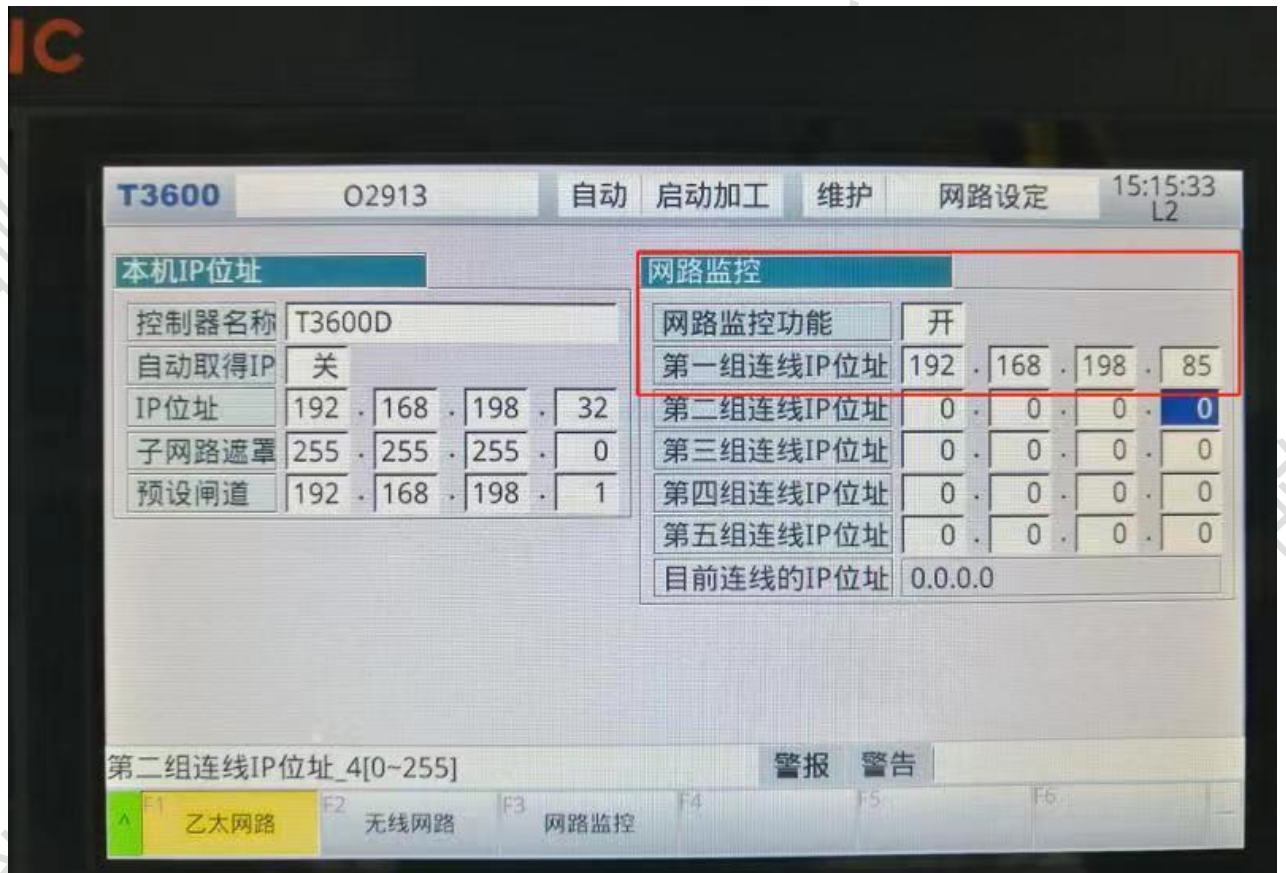 IC
T3600 O2913 自动 启动加工 维护 网路设定 15:15:33
L2
本机IP位址
控制器名称 T3600D
自动取得IP 关
IP位址 192 . 168 . 198 . 32
子网路遮罩 255 . 255 . 255 . 0
预设闸道 192 . 168 . 198 . 1
网路监控
网路监控功能 开
第一组连线IP位址 192 . 168 . 198 . 85
第二组连线IP位址 0 . 0 . 0 . 0
第三组连线IP位址 0 . 0 . 0 . 0
第四组连线IP位址 0 . 0 . 0 . 0
第五组连线IP位址 0 . 0 . 0 . 0
目前连线的IP位址 0.0.0.0
第二组连线IP位址_4[0~255] 警报 警告
^ F1 乙太网路 F2 无线网路 F3 网路监控 F4 F5 F6